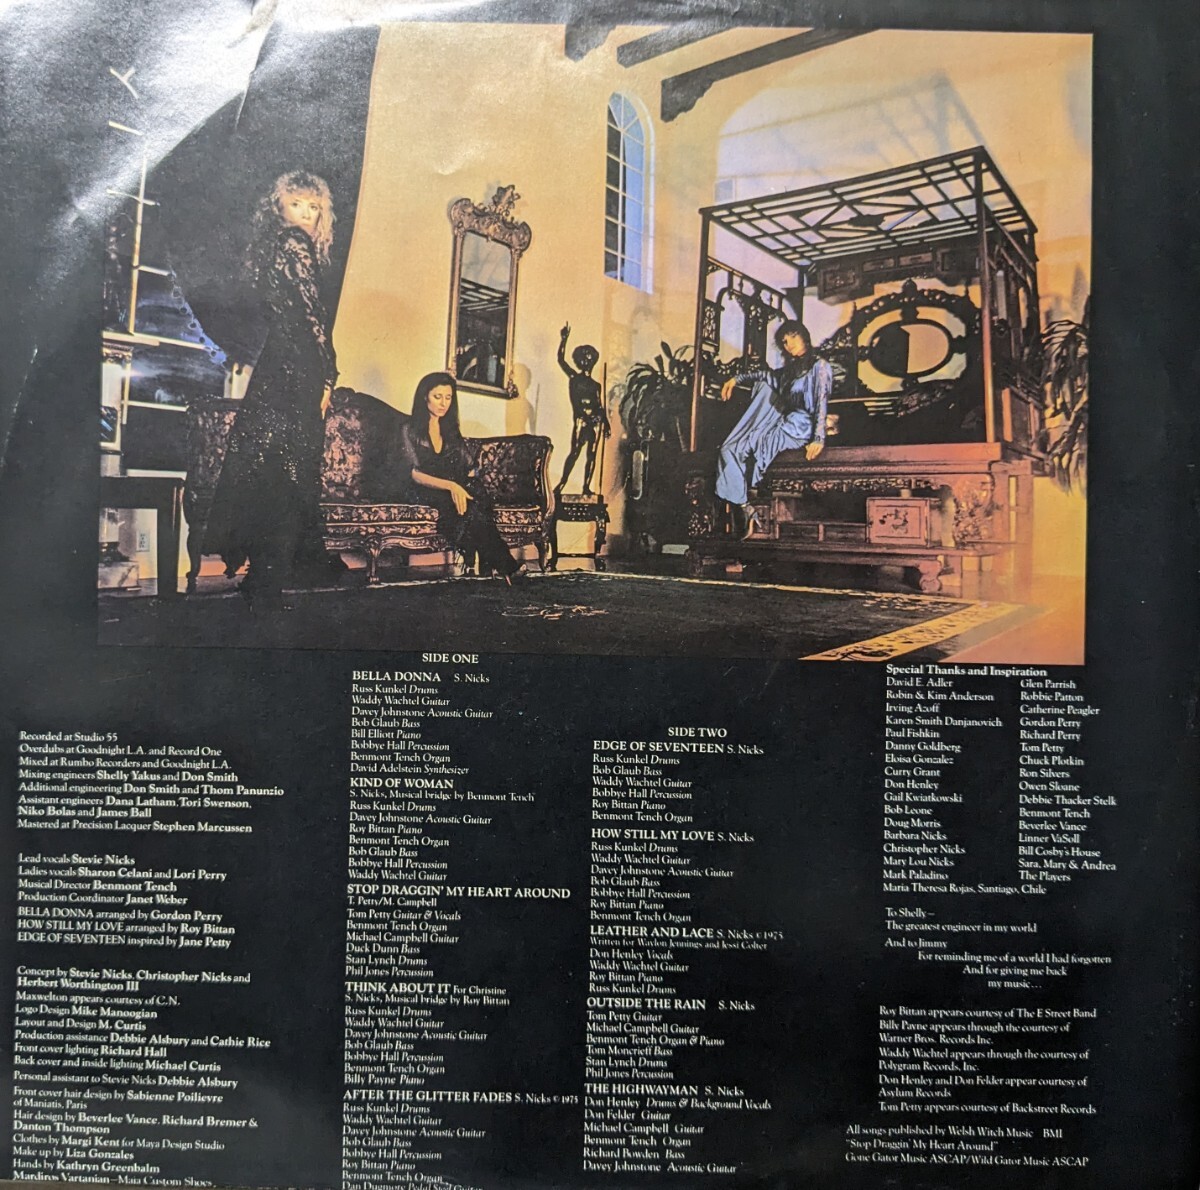 Recorded at Studio 55
Overdubs at Goodnight L.A. and Record One
Mixed at Rumbo Recorders and Goodnight L.A.
Mixing engineers Shelly Yakus and Don Smith
Additional engineering Don Smith and Thom Panunzio
Assistant engineers Dana Latham, Tori Swenson,
Niko Bolas and James Ball
Mastered at Precision Lacquer Stephen Marcussen
Lead vocals Stevie Nicks
Ladies vocals Sharon Celani and Lori Perry
Musical Director Benmont Tench
Production Coordinator Janet Weber
BELLA DONNA arranged by Gordon Perry
HOW STILL MY LOVE arranged by Roy Bittan
EDGE OF SEVENTEEN inspired by Jane Petty
Concept by Stevie Nicks, Christopher Nicks and
Herbert Worthington III
Maxwelton appears courtesy of C.N.
Logo Design Mike Manoogian
Layout and Design M. Curtis
Production assistance Debbie Alsbury and Cathie Rice
Front cover lighting Richard Hall
Back cover and inside lighting Michael Curtis
Personal assistant to Stevie Nicks Debbie Alsbury
Front cover hair design by Sabienne Poilievre
of Maniatis, Paris
Hair design by Beverlee Vance, Richard Bremer &
Danton Thompson
Clothes by Margi Kent for Maya Design Studio
Make up by Liza Gonzales
Hands by Kathryn Greenbalm
Mardiros Vartanian—Maia Custom Shoes
SIDE ONE
BELLA DONNA S. Nicks
Russ Kunkel Drums
Waddy Wachtel Guitar
Davey Johnstone Acoustic Guitar
Bob Glaub Bass
Bill Elliott Piano
Bobbye Hall Percussion
Benmont Tench Organ
David Adelstein Synthesizer
KIND OF WOMAN
S. Nicks, Musical bridge by Benmont Tench
Russ Kunkel Drums
Davey Johnstone Acoustic Guitar
Roy Bittan Piano
Benmont Tench Organ
Bob Glaub Bass
Bobbye Hall Percussion
Waddy Wachtel Guitar
STOP DRAGGIN' MY HEART AROUND
T. Petty/M. Campbell
Tom Petty Guitar & Vocals
Benmont Tench Organ
Michael Campbell Guitar
Duck Dunn Bass
Stan Lynch Drums
Phil Jones Percussion
THINK ABOUT IT For Christine
S. Nicks, Musical bridge by Roy Bittan
Russ Kunkel Drums
Waddy Wachtel Guitar
Davey Johnstone Acoustic Guitar
Bob Glaub Bass
Bobbye Hall Percussion
Benmont Tench Organ
Billy Payne Piano
AFTER THE GLITTER FADES S. Nicks © 1975
Russ Kunkel Drums
Waddy Wachtel Guitar
Davey Johnstone Acoustic Guitar
Bob Glaub Bass
Bobbye Hall Percussion
Roy Bittan Piano
Benmont Tench Organ
Dan Dugmore Pedal Steel Guitar
SIDE TWO
EDGE OF SEVENTEEN S. Nicks
Russ Kunkel Drums
Bob Glaub Bass
Waddy Wachtel Guitar
Bobbye Hall Percussion
Roy Bittan Piano
Benmont Tench Organ
HOW STILL MY LOVE S. Nicks
Russ Kunkel Drums
Waddy Wachtel Guitar
Davey Johnstone Acoustic Guitar
Bob Glaub Bass
Bobbye Hall Percussion
Roy Bittan Piano
Benmont Tench Organ
LEATHER AND LACE S. Nicks © 1975
Written for Waylon Jennings and Jessi Colter
Don Henley Vocals
Waddy Wachtel Guitar
Roy Bittan Piano
Russ Kunkel Drums
OUTSIDE THE RAIN S. Nicks
Tom Petty Guitar
Michael Campbell Guitar
Benmont Tench Organ & Piano
Tom Moncrieff Bass
Stan Lynch Drums
Phil Jones Percussion
THE HIGHWAYMAN S. Nicks
Don Henley Drums & Background Vocals
Don Felder Guitar
Michael Campbell Guitar
Benmont Tench Organ
Richard Bowden Bass
Davey Johnstone Acoustic Guitar
Special Thanks and Inspiration
David E. Adler
Robin & Kim Anderson
Irving Azoff
Karen Smith Danjanovich
Paul Fishkin
Danny Goldberg
Eloisa Gonzalez
Curry Grant
Don Henley
Gail Kwiatkowski
Bob Leone
Doug Morris
Barbara Nicks
Christopher Nicks
Mary Lou Nicks
Mark Paladino
Maria Theresa Rojas, Santiago, Chile
Glen Parrish
Robbie Patton
Catherine Peagler
Gordon Perry
Richard Perry
Tom Petty
Chuck Plotkin
Ron Silvers
Owen Sloane
Debbie Thacker Stelk
Benmont Tench
Beverlee Vance
Linner VaSoll
Bill Cosby's House
Sara, Mary & Andrea
The Players
To Shelly—
The greatest engineer in my world
And to Jimmy
For reminding me of a world I had forgotten
And for giving me back
my music...
Roy Bittan appears courtesy of The E Street Band
Billy Payne appears through the courtesy of
Warner Bros. Records Inc.
Waddy Wachtel appears through the courtesy of
Polygram Records, Inc.
Don Henley and Don Felder appear courtesy of
Asylum Records
Tom Petty appears courtesy of Backstreet Records
All songs published by Welsh Witch Music BMI
"Stop Draggin' My Heart Around"
Gone Gator Music ASCAP/Wild Gator Music ASCAP